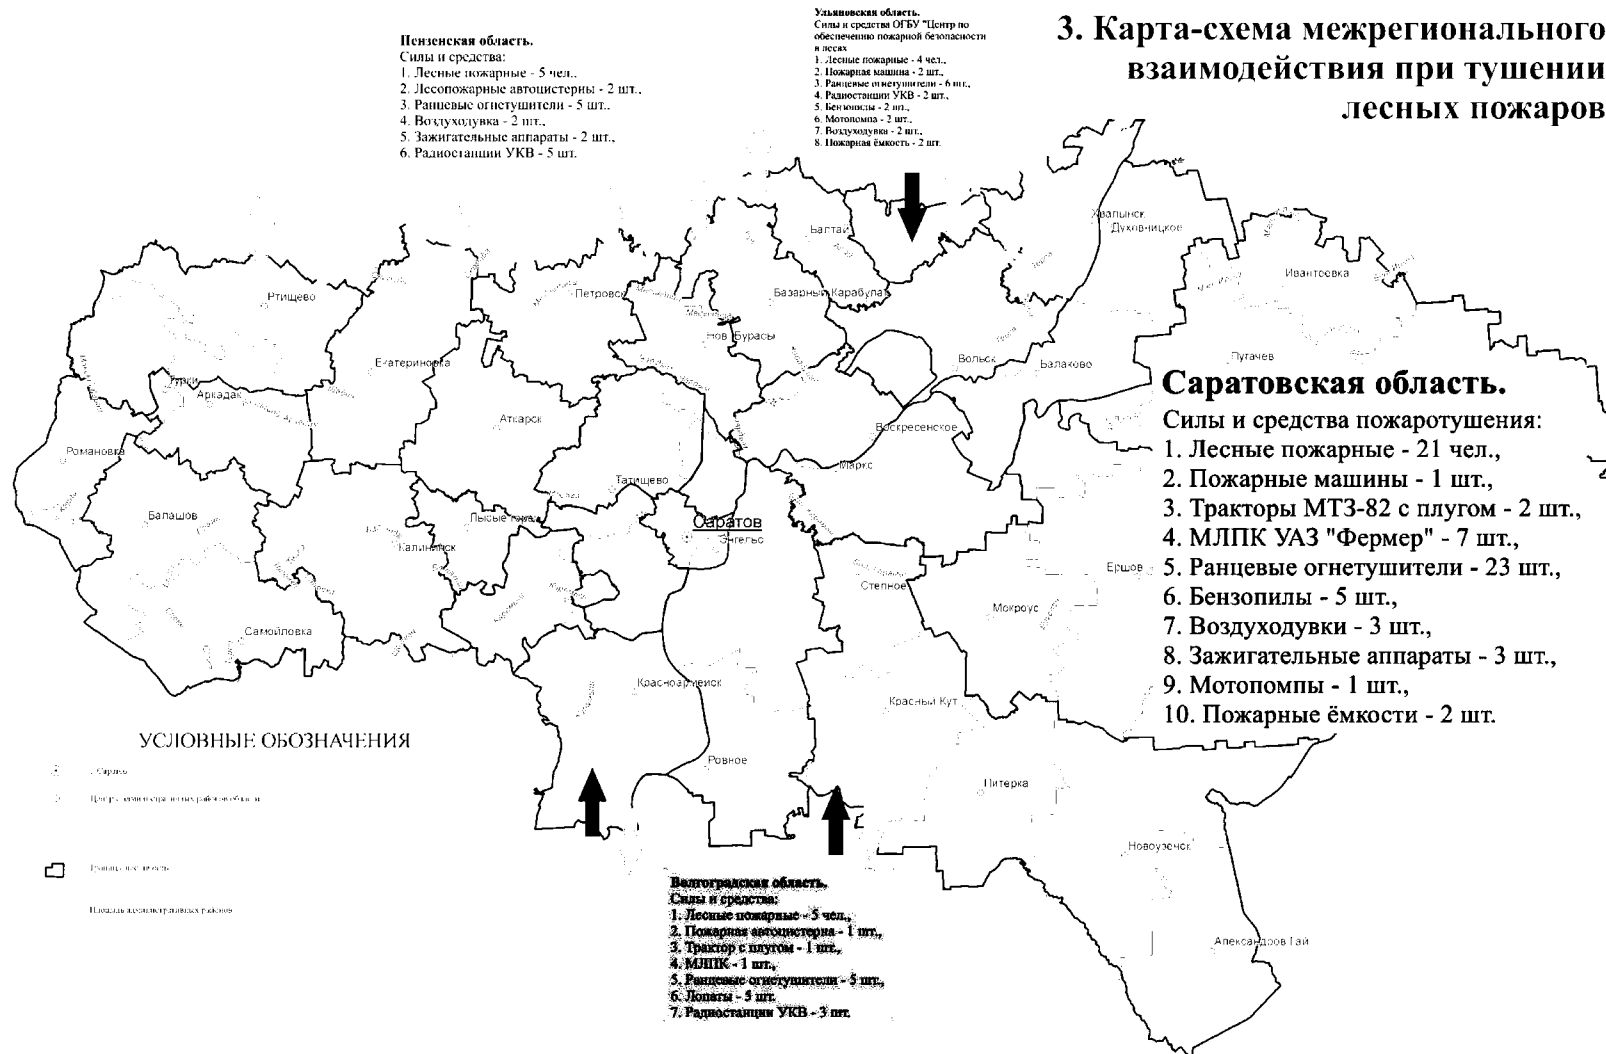 3. Карта-схема межрегионального
взаимодействия при тушении
лесных пожаров
Пензенская область.
Силы и средства:
1. Лесные пожарные - 5 чел.,
2. Лесопожарные автоцистерны - 2 шт.,
3. Ранцевые огнетушители - 5 шт.,
4. Воздуходувка - 2 шт.,
5. Зажигательные аппараты - 2 шт.,
6. Радиостанции УКВ - 5 шт.
Ульяновская область.
Силы и средства ОГБУ "Центр по
обеспечению пожарной безопасности
в лесах
1. Лесные пожарные - 4 чел.,
2. Пожарная машина - 2 шт.,
3. Ранцевые огнетушители - 6 шт.,
4. Радиостанции УКВ - 2 шт.,
5. Бензопилы - 2 шт.,
6. Мотопомпа - 2 шт.,
7. Воздуходувка - 2 шт.,
8. Пожарная ёмкость - 2 шт.
Хвалынск
Духовницкое
Балтай
Ивантеевка
Ртищево
Петровск
Базарный Карабулак
Нов. Бурасы
Екатериновка
Вольск
Балаково
Пугачев
Турки
Аркадак
Аткарск
Воскресенское
Романовка
Маркс
Татищево
Балашов
Лысые горы
Саратов
Энгельс
Калининск
Степное
Ершов
Мокроус
Самойловка
Красноармейск
Красный Кут
Ровное
Питерка
Новоузенск
Александров Гай
Саратовская область.
Силы и средства пожаротушения:
1. Лесные пожарные - 21 чел.,
2. Пожарные машины - 1 шт.,
3. Тракторы МТЗ-82 с плугом - 2 шт.,
4. МЛПК УАЗ "Фермер" - 7 шт.,
5. Ранцевые огнетушители - 23 шт.,
6. Бензопилы - 5 шт.,
7. Воздуходувки - 3 шт.,
8. Зажигательные аппараты - 3 шт.,
9. Мотопомпы - 1 шт.,
10. Пожарные ёмкости - 2 шт.
УСЛОВНЫЕ ОБОЗНАЧЕНИЯ
Площадь административных районов
Волгоградская область.
Силы и средства:
1. Лесные пожарные - 5 чел.,
2. Пожарная автоцистерна - 1 шт.,
3. Трактор с плугом - 1 шт.,
4. МЛПК - 1 шт.,
5. Ранцевые огнетушители - 5 шт.,
6. Лопаты - 5 шт.
7. Радиостанции УКВ - 3 шт.